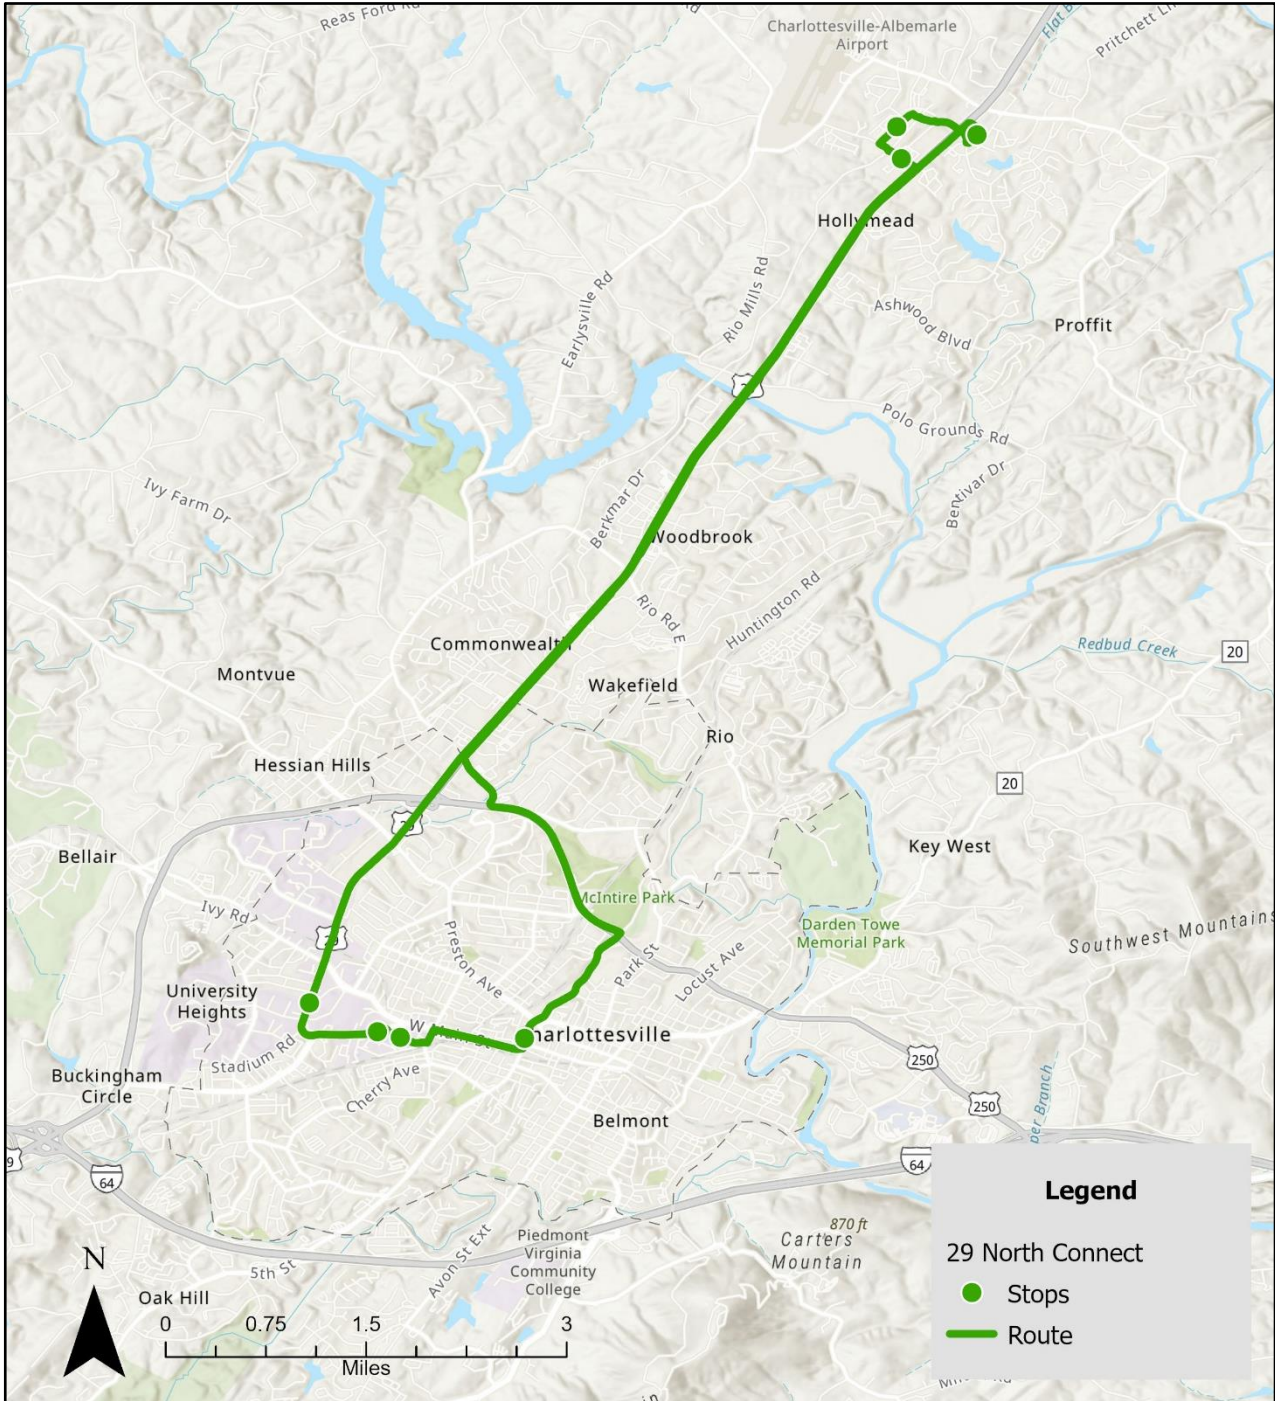 Reas Ford Rd
Charlottesville-Albemarle
Airport
Pritchett Ln
Hollymead
Rio Mills Rd
Earlysville Rd
Ashwood Blvd
Proffit
Polo Grounds Rd
Ivy Farm Dr
Berkmar Dr
Bentivar Dr
Woodbrook
Rio Rd E
Huntington Rd
Commonwealth
Redbud Creek
20
Montvue
Wakefield
Rio
Hessian Hills
20
Bellair
Key West
McIntire Park
Ivy Rd
Darden Towe
Memorial Park
Southwest Mountains
29
Preston Ave
Park St
Locust Ave
University
Heights
W Main St
Charlottesville
Stadium Rd
250
Buckingham
Circle
Cherry Ave
250
Belmont
64
64
Legend
870 ft
Carters
Mountain
29 North Connect
Stops
Route
N
Piedmont
Virginia
Community
College
Avon St Ext
5th St
Oak Hill
0 0.75 1.5 3
Miles